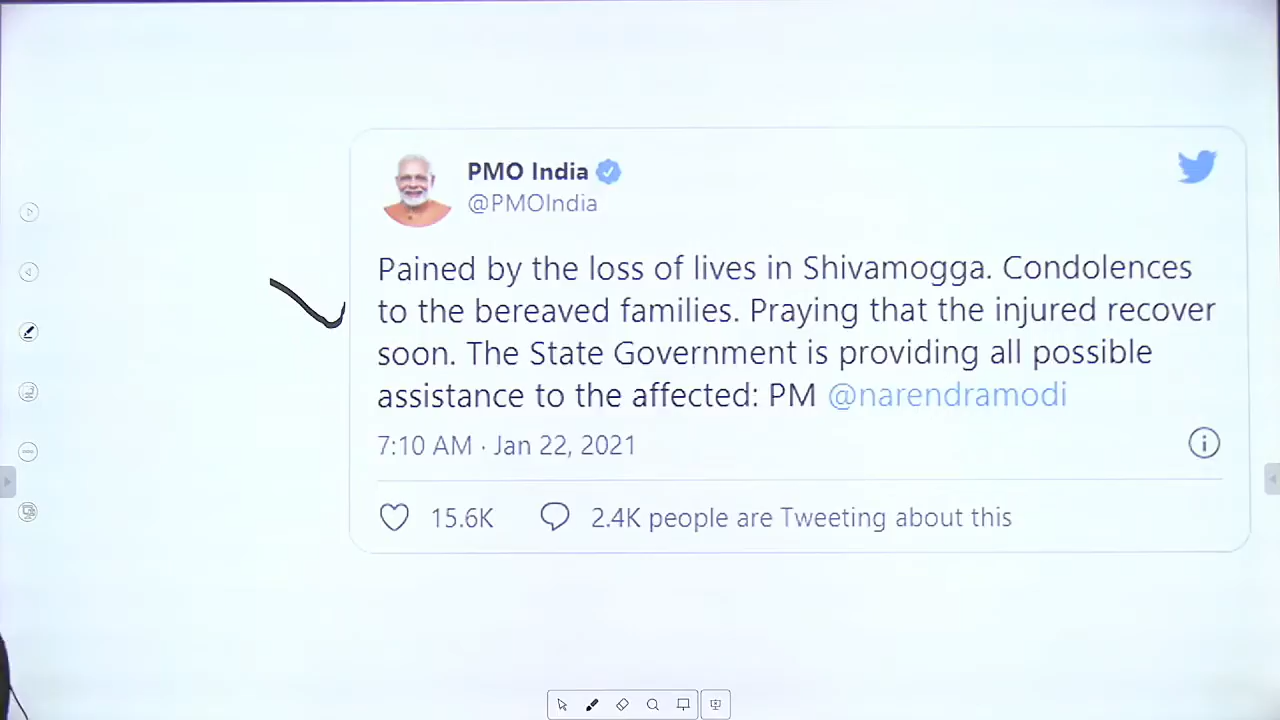 PMO India
@PMOIndia
Pained by the loss of lives in Shivamogga. Condolences
to the bereaved families. Praying that the injured recover
soon. The State Government is providing all possible
assistance to the affected: PM @narendramodi
7:10 AM · Jan 22, 2021
15.6K 2.4K people are Tweeting about this